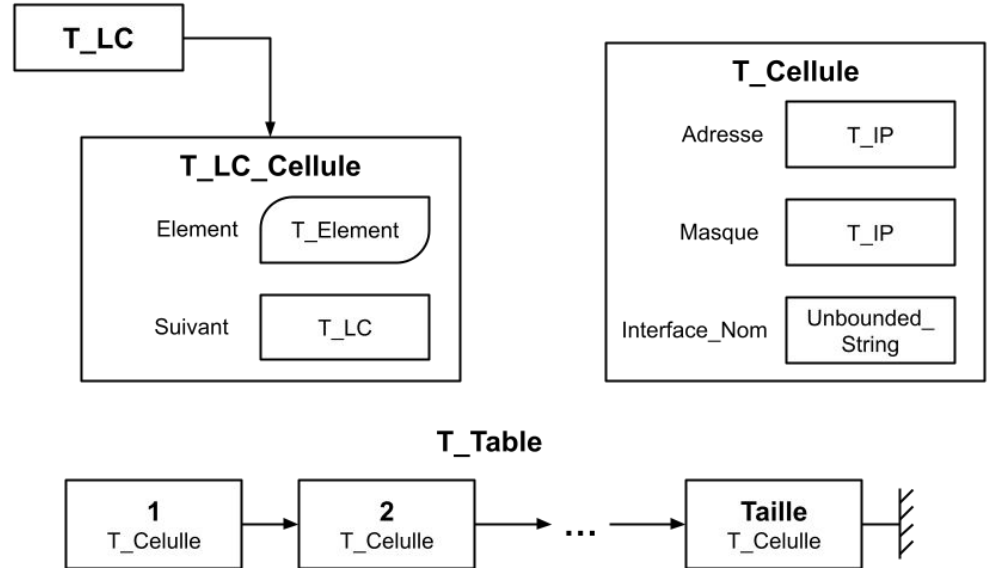 T_LC
T_LC_Cellule
Element
T_Element
Suivant
T_LC
T_Cellule
Adresse
T_IP
Masque
T_IP
Interface_Nom
Unbounded_
String
T_Table
1
T_Celulle
2
T_Celulle
...
Taille
T_Celulle